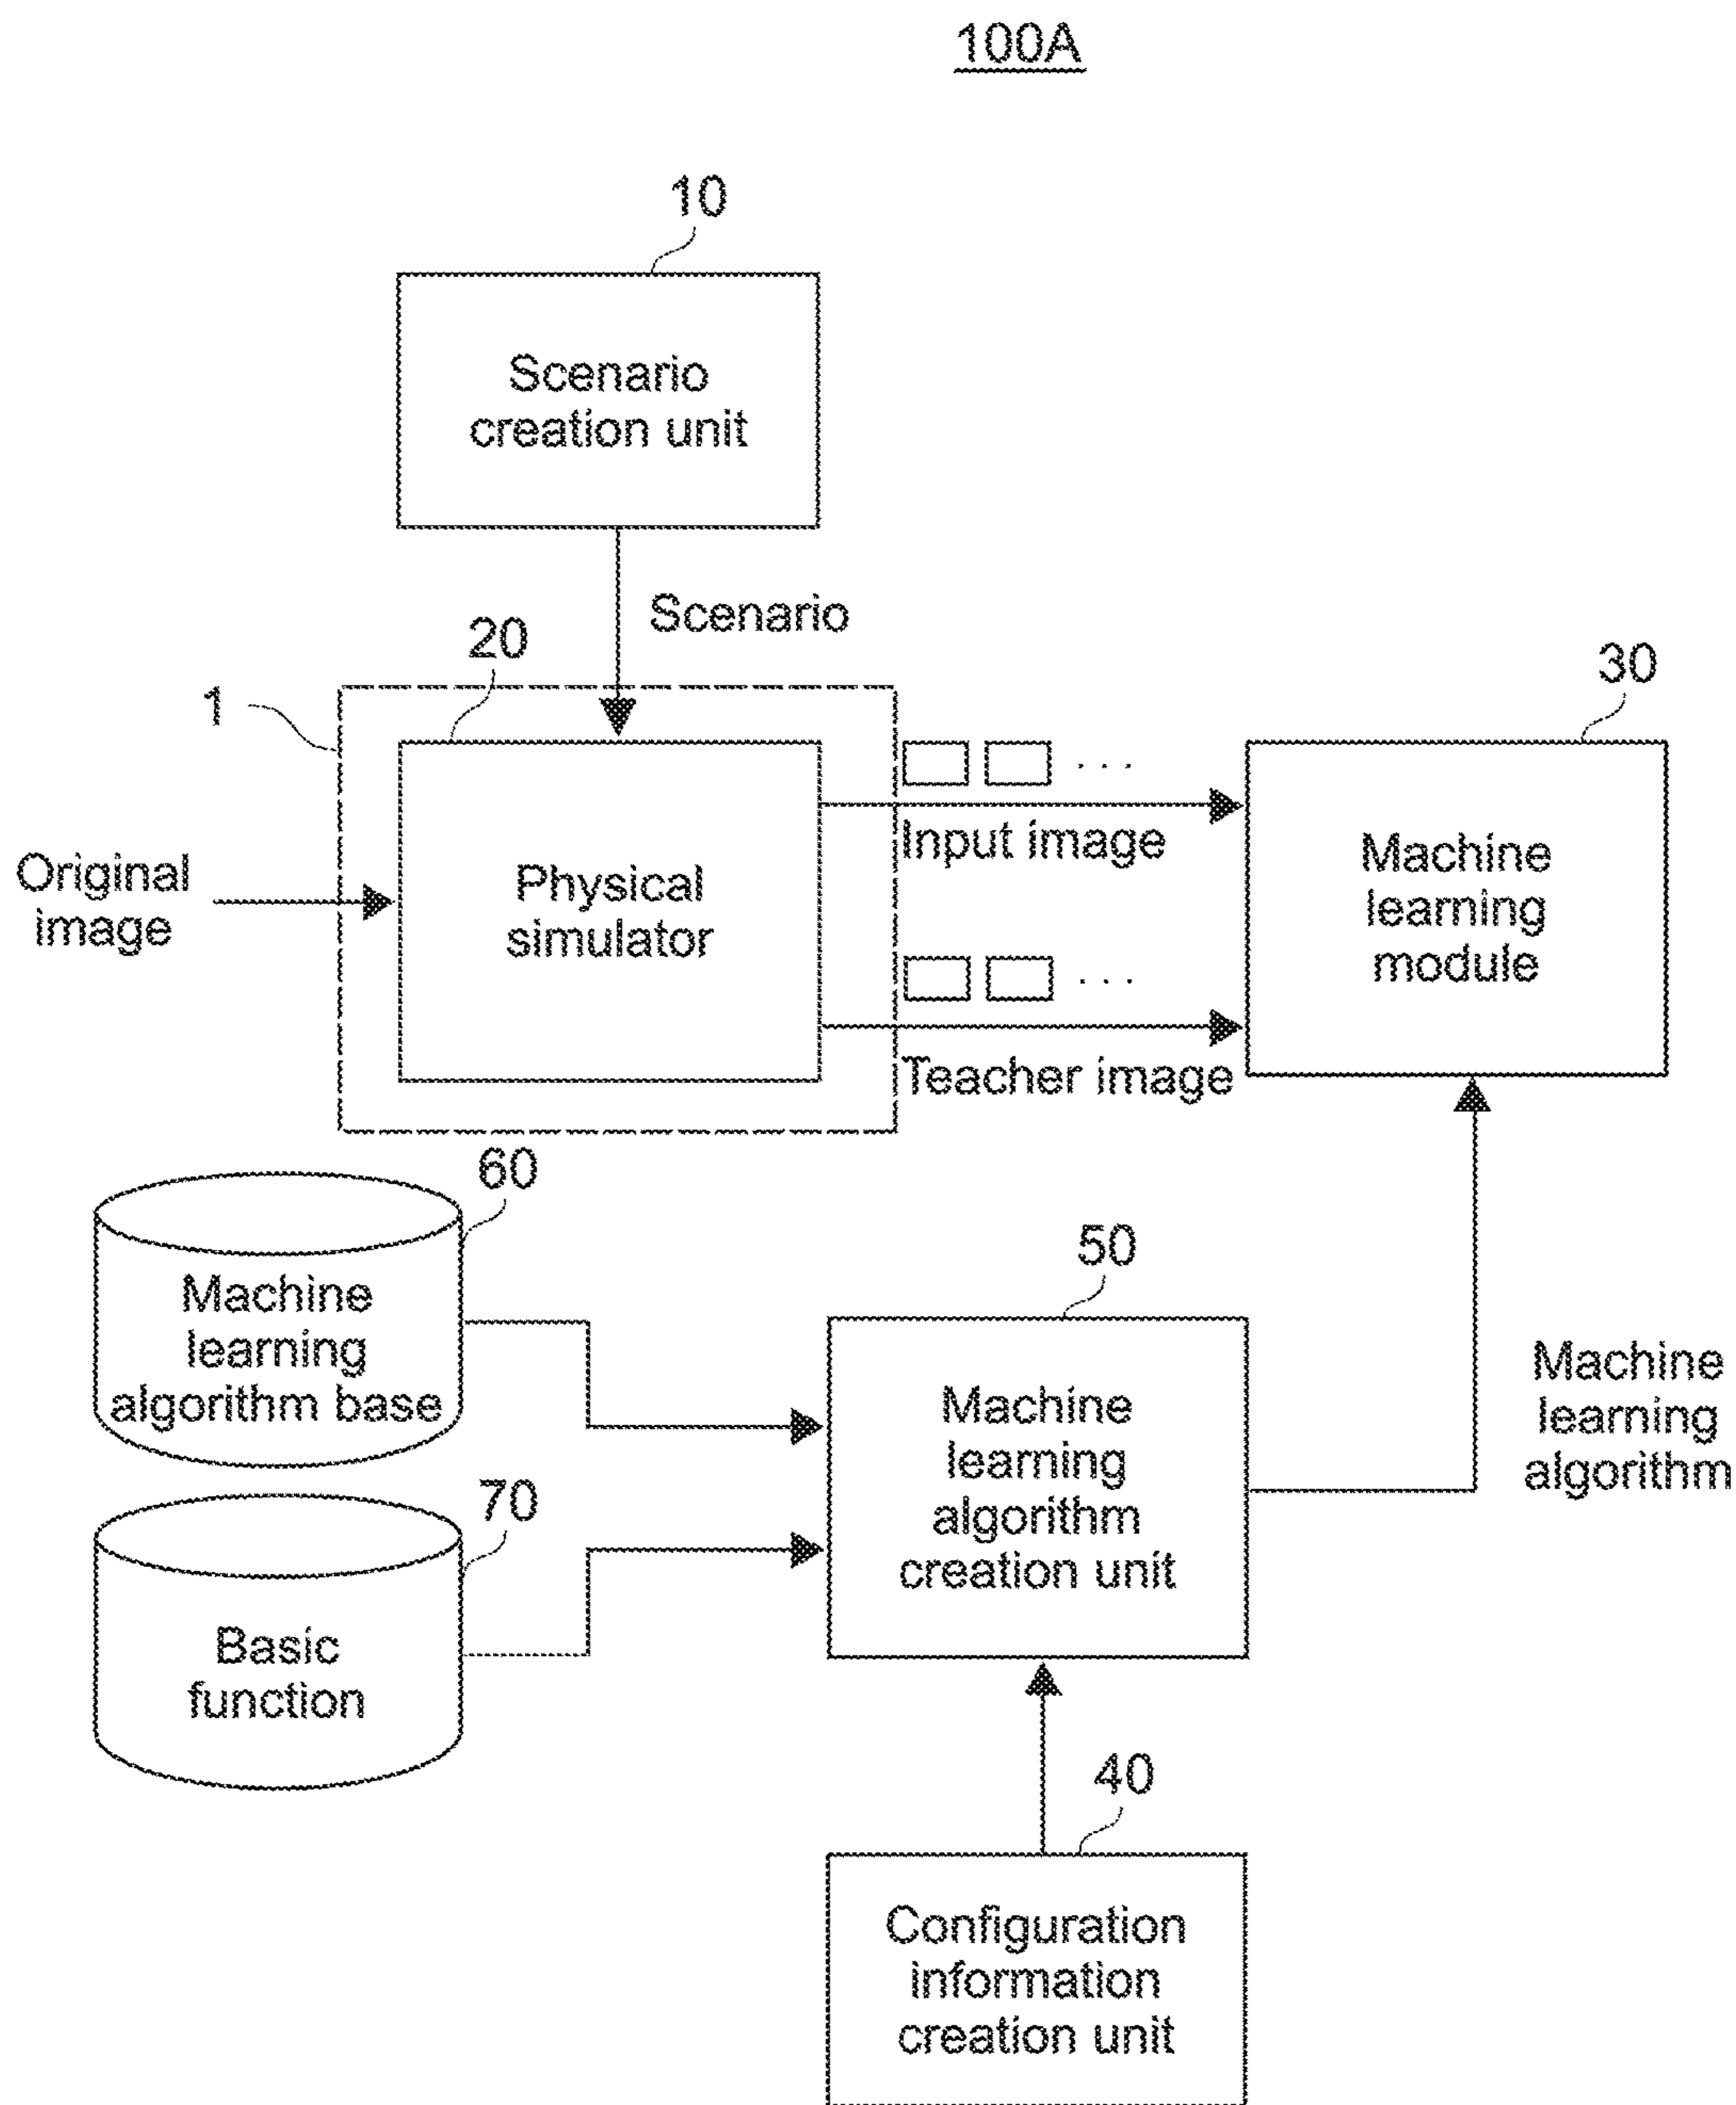 100A
10
Scenario
creation unit
Scenario
20
1
30
Original
image
Physical
simulator
. . .
Input image
. . .
Teacher image
Machine
learning
module
60
Machine
learning
algorithm base
50
Machine
learning
algorithm
creation unit
Machine
learning
algorithm
70
Basic
function
40
Configuration
information
creation unit